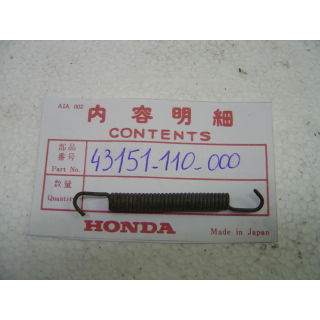 AIA 002
内容明細
CONTENTS
部品
番号
Part No.
43151-110-000
数量
Quantity
HONDA
Made in Japan